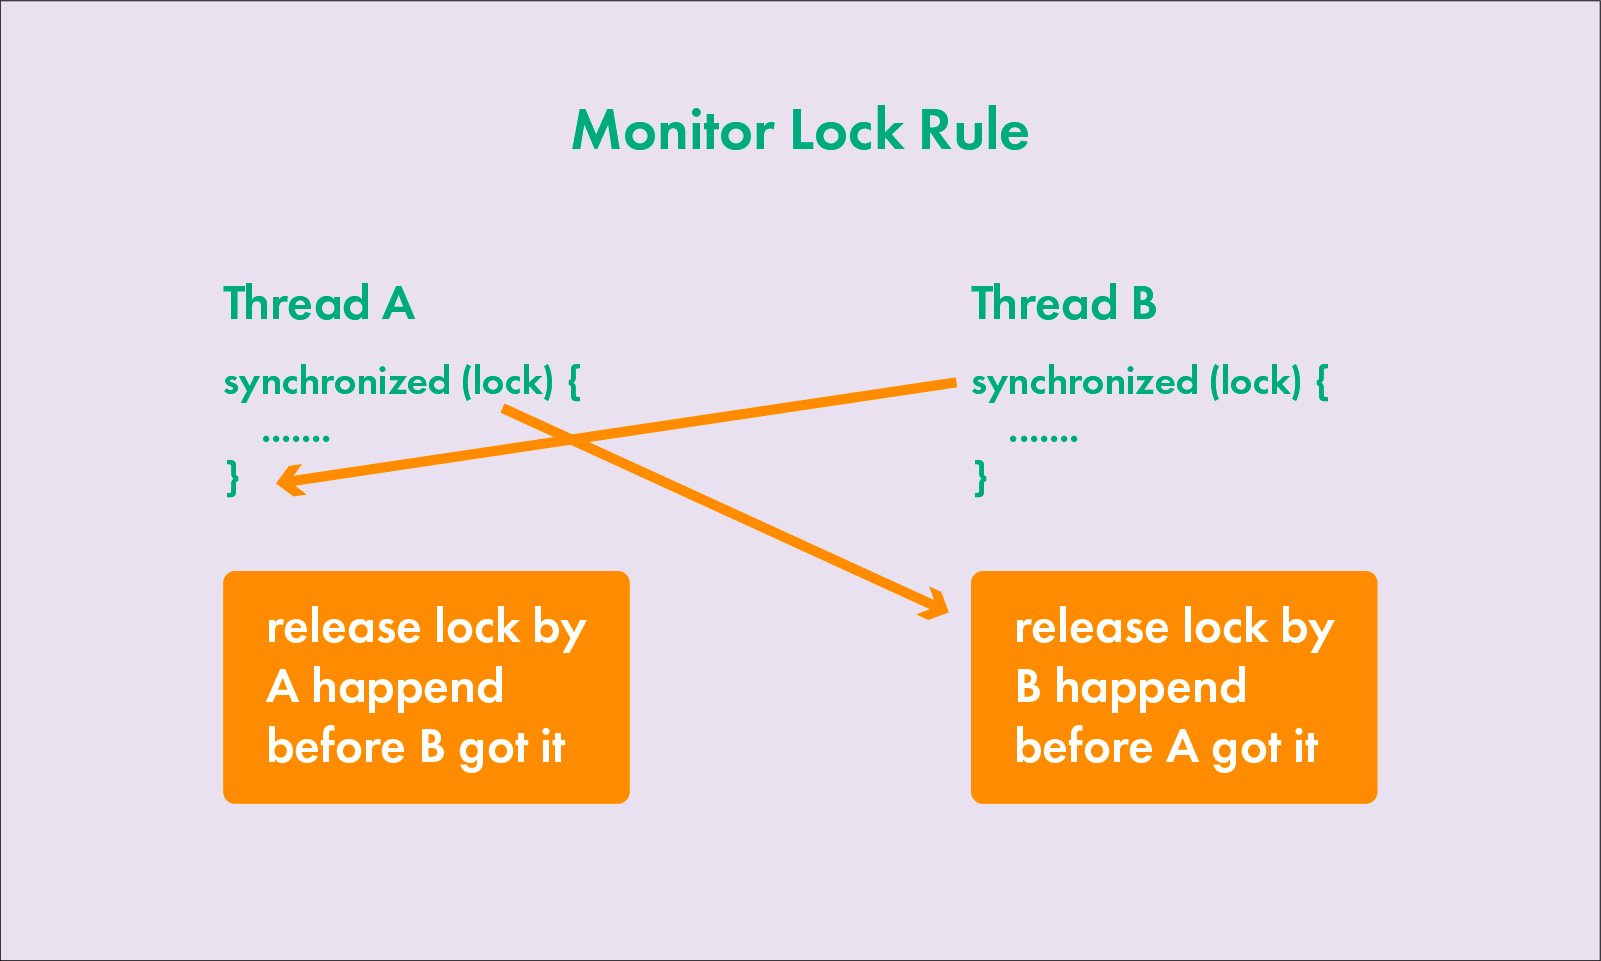 Monitor Lock Rule
Thread A
synchronized (lock) {
.......
}
release lock by
A happend
before B got it
Thread B
synchronized (lock) {
.......
}
release lock by
B happend
before A got it